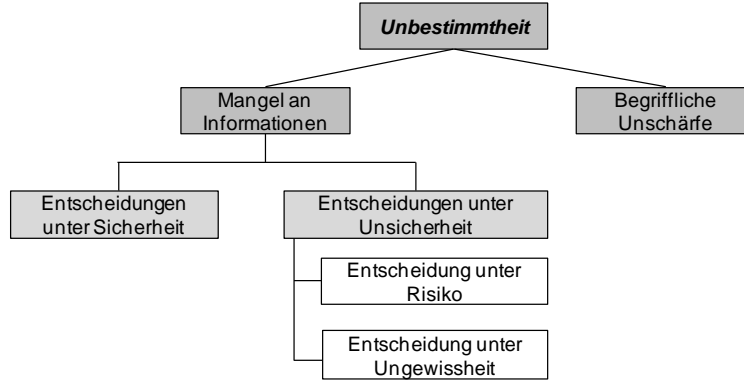 Unbestimmtheit
Mangel an
Informationen
Begriffliche
Unschärfe
Entscheidungen
unter Sicherheit
Entscheidungen unter
Unsicherheit
Entscheidung unter
Risiko
Entscheidung unter
Ungewissheit